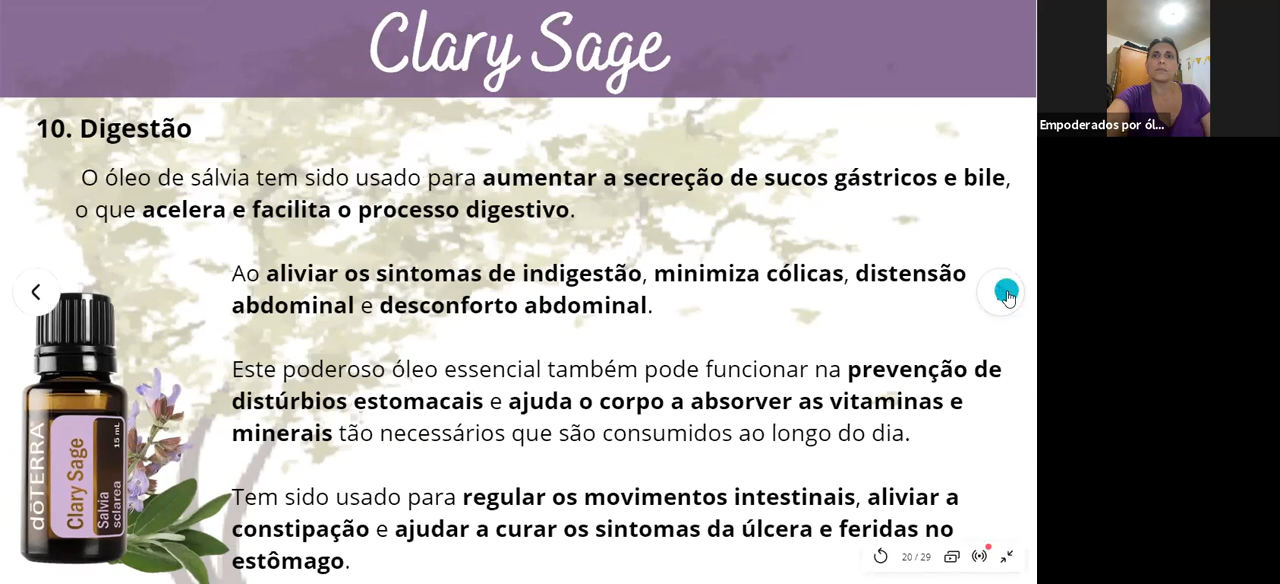 Clary Sage
10. Digestão
O óleo de sálvia tem sido usado para aumentar a secreção de sucos gástricos e bile,
o que acelera e facilita o processo digestivo.
Ao aliviar os sintomas de indigestão, minimiza cólicas, distensão
abdominal e desconforto abdominal.
Este poderoso óleo essencial também pode funcionar na prevenção de
distúrbios estomacais e ajuda o corpo a absorver as vitaminas e
minerais tão necessários que são consumidos ao longo do dia.
Tem sido usado para regular os movimentos intestinais, aliviar a
constipação e ajudar a curar os sintomas da úlcera e feridas no
estômago.
dōTERRA
Clary Sage
Salvia
sclarea
15 mL
20 / 29
Empoderados por ól...